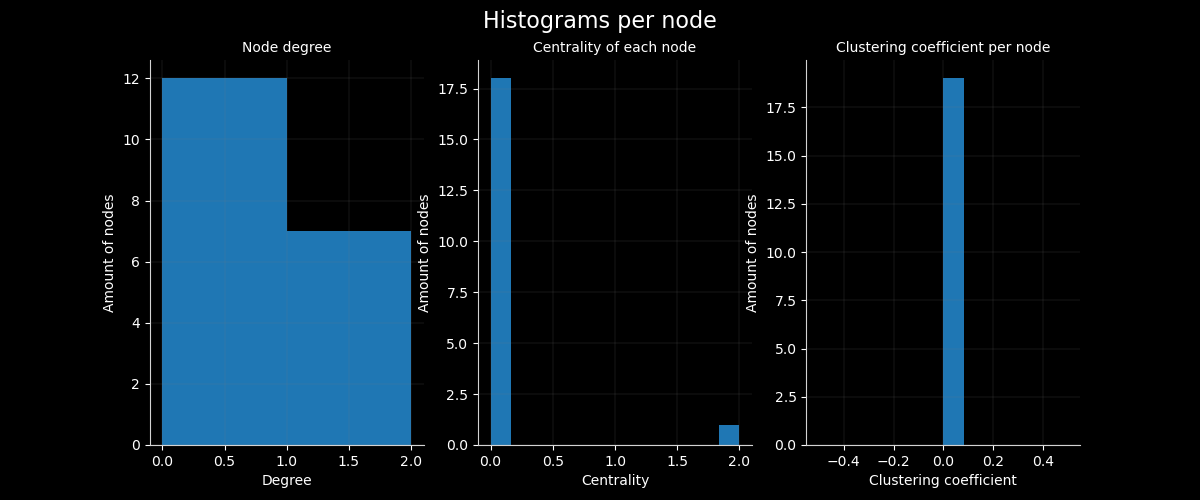 Histograms per node
Node degree
Centrality of each node
Clustering coefficient per node
Amount of nodes
12
10
8
6
4
2
0
0.0 0.5 1.0 1.5 2.0
Degree
Amount of nodes
17.5
15.0
12.5
10.0
7.5
5.0
2.5
0.0
0.0 0.5 1.0 1.5 2.0
Centrality
Amount of nodes
17.5
15.0
12.5
10.0
7.5
5.0
2.5
0.0
−0.4 −0.2 0.0 0.2 0.4
Clustering coefficient